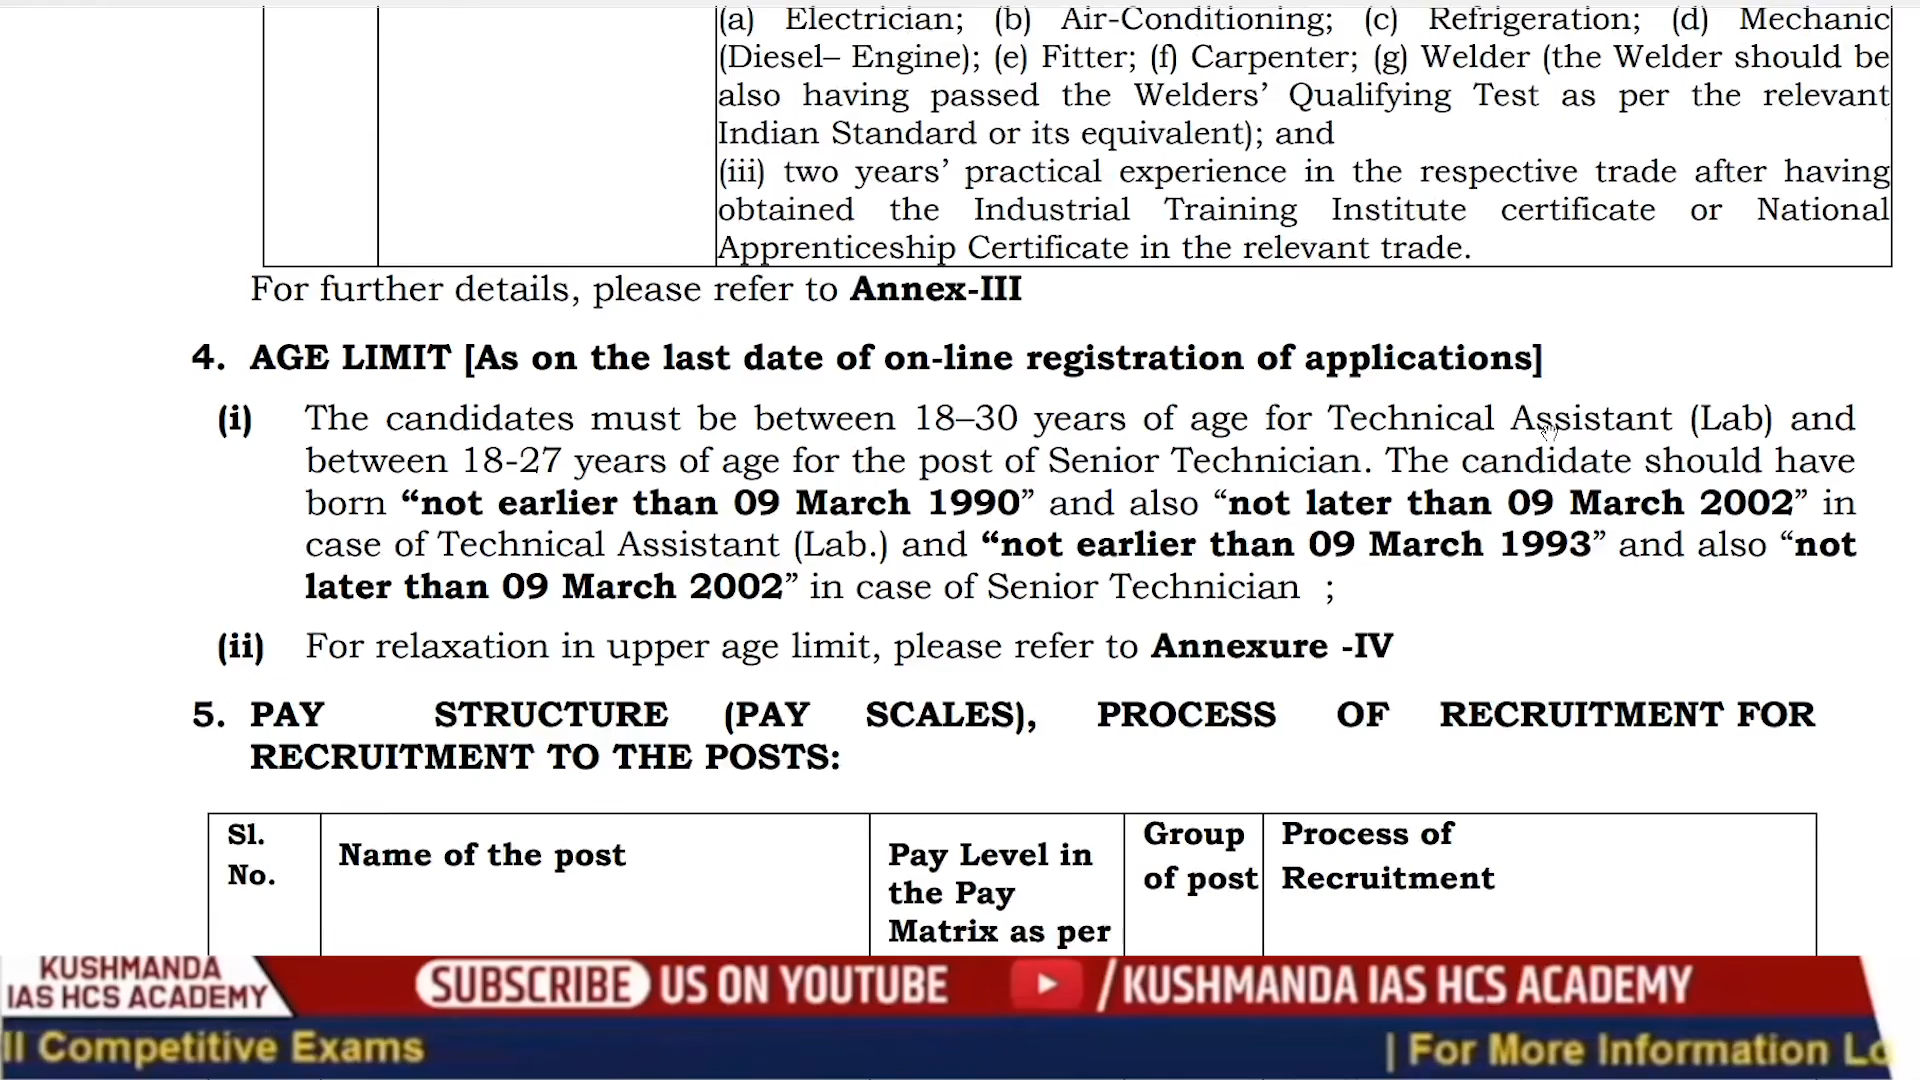 (a) Electrician; (b) Air-Conditioning; (c) Refrigeration; (d) Mechanic
(Diesel– Engine); (e) Fitter; (f) Carpenter; (g) Welder (the Welder should be
also having passed the Welders’ Qualifying Test as per the relevant
Indian Standard or its equivalent); and
(iii) two years’ practical experience in the respective trade after having
obtained the Industrial Training Institute certificate or National
Apprenticeship Certificate in the relevant trade.
For further details, please refer to Annex-III
4. AGE LIMIT [As on the last date of on-line registration of applications]
(i) The candidates must be between 18–30 years of age for Technical Assistant (Lab) and
between 18-27 years of age for the post of Senior Technician. The candidate should have
born “not earlier than 09 March 1990” and also “not later than 09 March 2002” in
case of Technical Assistant (Lab.) and “not earlier than 09 March 1993” and also “not
later than 09 March 2002” in case of Senior Technician ;
(ii) For relaxation in upper age limit, please refer to Annexure -IV
5. PAY STRUCTURE (PAY SCALES), PROCESS OF RECRUITMENT FOR
RECRUITMENT TO THE POSTS:
Sl.
No.
Name of the post
Pay Level in
the Pay
Matrix as per
Group
of post
Process of
Recruitment
KUSHMANDA
IAS HCS ACADEMY
SUBSCRIBE US ON YOUTUBE /KUSHMANDA IAS HCS ACADEMY
ll Competitive Exams | For More Information Lo